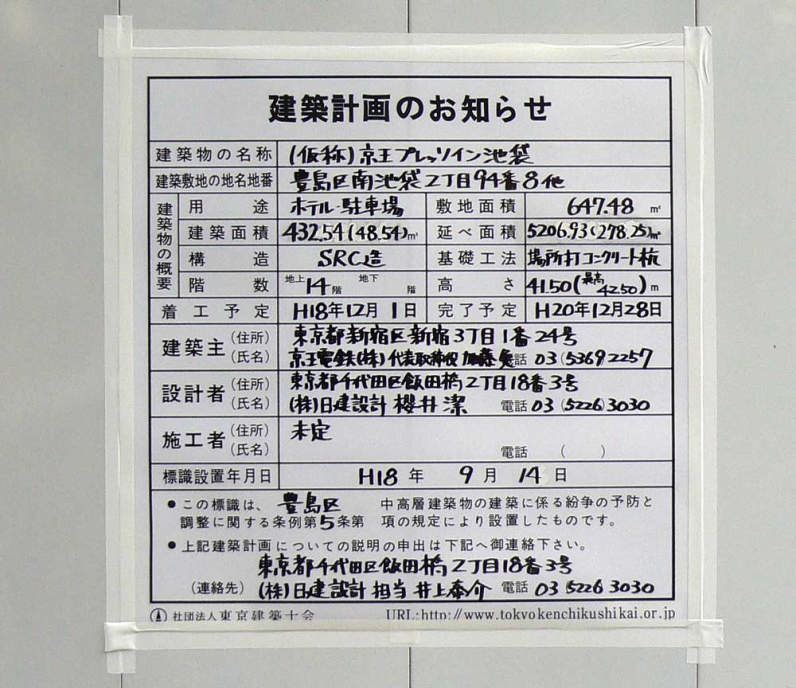 建築計画のお知らせ
建築物の名称 (仮称)京王プレッソイン池袋
建築敷地の地名地番 豊島区南池袋2丁目94番8他
建築物の概要
用途 ホテル・駐車場 敷地面積 647.48 ㎡
建築面積 432.54(48.54)㎡ 延べ面積 5206.93(278.25)㎡
構造 SRC造 基礎工法 場所打コンクリート杭
階数 地上14階 地下 階 高さ 41.50(最高42.50)m
着工予定 H18年12月1日 完了予定 H20年12月28日
建築主 (住所) 東京都新宿区新宿3丁目1番24号
(氏名) 京王電鉄(株)代表取締役 加藤 電話 03(5369)2257
設計者 (住所) 東京都千代田区飯田橋2丁目18番3号
(氏名) (株)日建設計 櫻井 潔 電話 03(5226)3030
施工者 (住所) 未定
(氏名) 電話 ( )
標識設置年月日 H18年 9月 14日
●この標識は、豊島区 中高層建築物の建築に係る紛争の予防と
調整に関する条例第5条第 項の規定により設置したものです。
●上記建築計画についての説明の申出は下記へ御連絡下さい。
東京都千代田区飯田橋2丁目18番3号
(連絡先) (株)日建設計 担当 井上泰介 電話 03(5226)3030
社団法人東京建築士会 URL:http://www.tokyokenchikushikai.or.jp